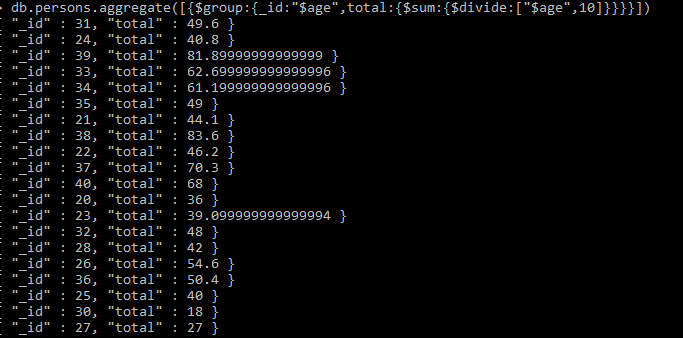 > db.persons.aggregate([{$group:{_id:"$age",total:{$sum:{$divide:["$age",10]}}}}])
{ "_id" : 31, "total" : 49.6 }
{ "_id" : 24, "total" : 40.8 }
{ "_id" : 39, "total" : 81.89999999999999 }
{ "_id" : 33, "total" : 62.699999999999996 }
{ "_id" : 34, "total" : 61.199999999999996 }
{ "_id" : 35, "total" : 49 }
{ "_id" : 21, "total" : 44.1 }
{ "_id" : 38, "total" : 83.6 }
{ "_id" : 22, "total" : 46.2 }
{ "_id" : 37, "total" : 70.3 }
{ "_id" : 40, "total" : 68 }
{ "_id" : 20, "total" : 36 }
{ "_id" : 23, "total" : 39.099999999999994 }
{ "_id" : 32, "total" : 48 }
{ "_id" : 28, "total" : 42 }
{ "_id" : 26, "total" : 54.6 }
{ "_id" : 36, "total" : 50.4 }
{ "_id" : 25, "total" : 40 }
{ "_id" : 30, "total" : 18 }
{ "_id" : 27, "total" : 27 }